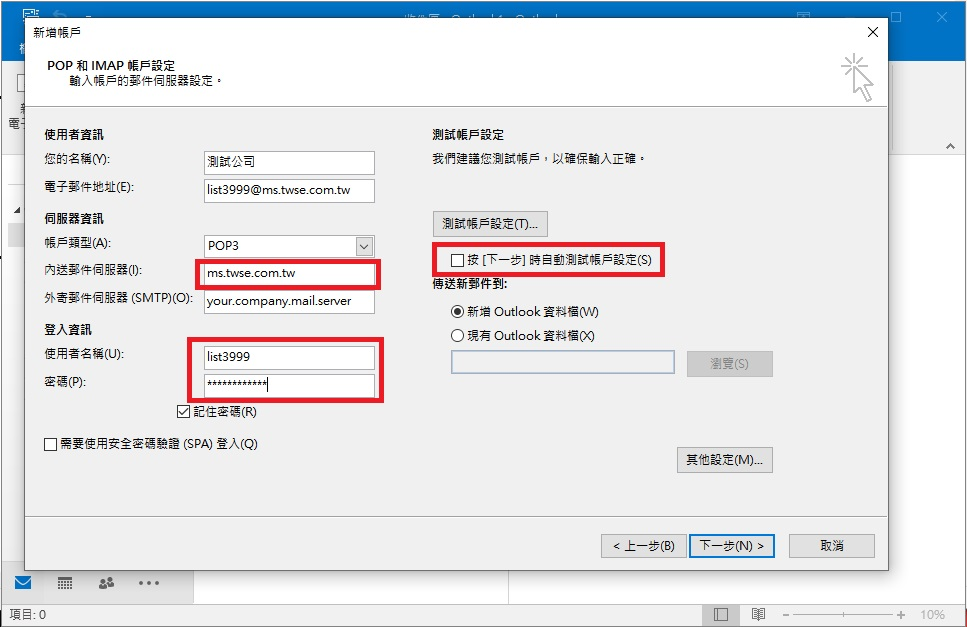 新增帳戶
POP 和 IMAP 帳戶設定
輸入帳戶的郵件伺服器設定。
使用者資訊
您的名稱(Y):
測試公司
電子郵件地址(E):
list3999@ms.twse.com.tw
伺服器資訊
帳戶類型(A):
POP3
內送郵件伺服器(I):
ms.twse.com.tw
外寄郵件伺服器 (SMTP)(O):
your.company.mail.server
登入資訊
使用者名稱(U):
list3999
密碼(P):
************
記住密碼(R)
需要使用安全密碼驗證 (SPA) 登入(Q)
測試帳戶設定
我們建議您測試帳戶，以確保輸入正確。
測試帳戶設定(T)...
按 [下一步] 時自動測試帳戶設定(S)
傳送新郵件到:
新增 Outlook 資料檔(W)
現有 Outlook 資料檔(X)
瀏覽(S)
其他設定(M)...
< 上一步(B)
下一步(N) >
取消
項目: 0
10%